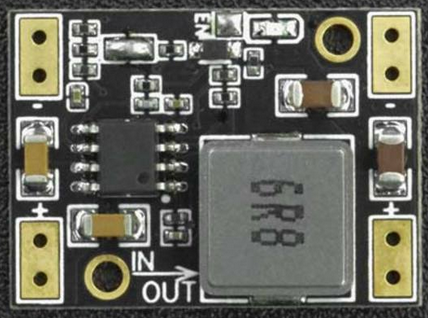 EN
-
-
6R8
+
+
IN
OUT